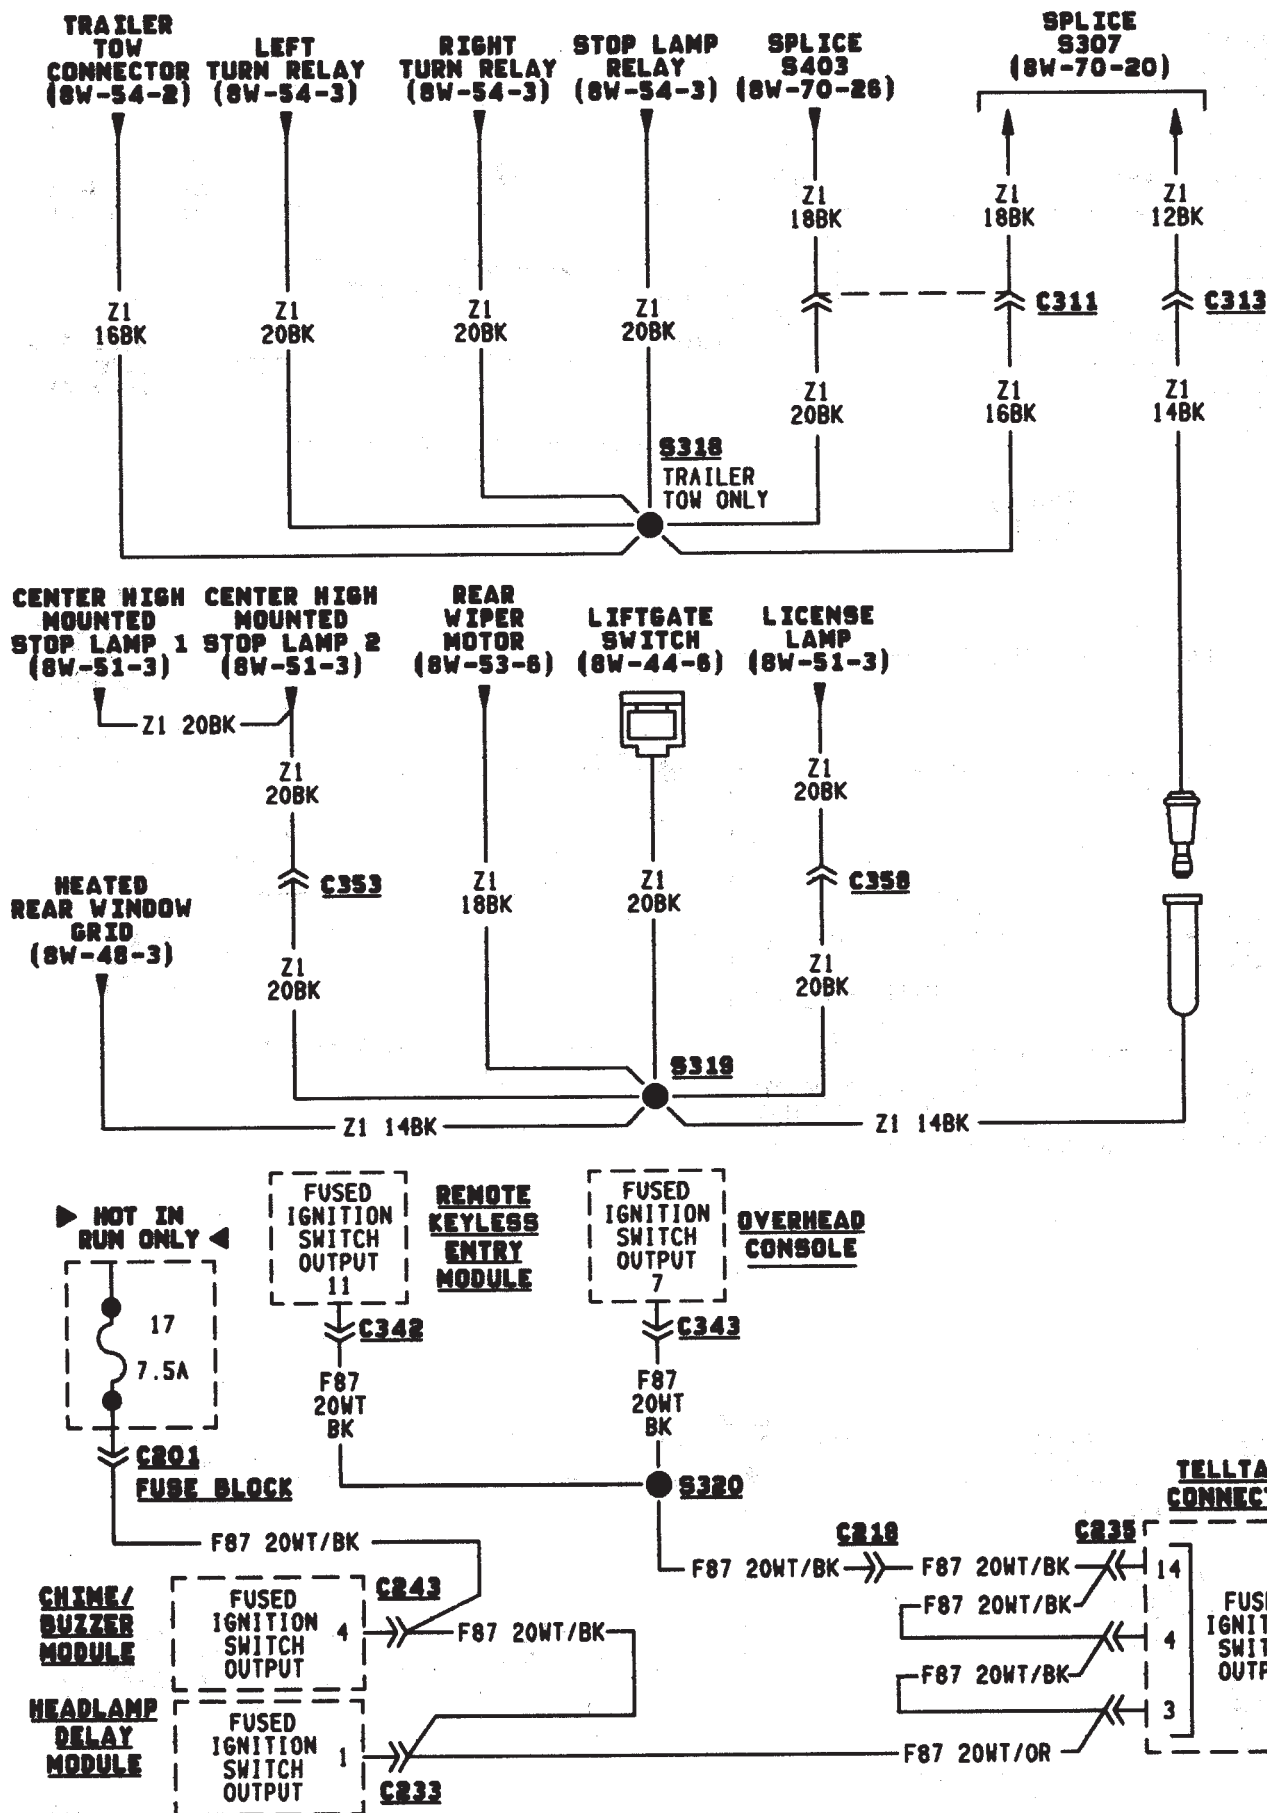 TRAILER
TOW
CONNECTOR
(8W-54-2)
LEFT
TURN RELAY
(8W-54-3)
RIGHT
TURN RELAY
(8W-54-3)
STOP LAMP
RELAY
(8W-54-3)
SPLICE
S403
(8W-70-26)
SPLICE
S307
(8W-70-20)
Z1
18BK
Z1
18BK
Z1
12BK
C311
C313
Z1
16BK
Z1
20BK
Z1
20BK
Z1
20BK
Z1
20BK
Z1
16BK
Z1
14BK
S318
TRAILER
TOW ONLY
CENTER HIGH
MOUNTED
STOP LAMP 1
(8W-51-3)
CENTER HIGH
MOUNTED
STOP LAMP 2
(8W-51-3)
REAR
WIPER
MOTOR
(8W-53-6)
LIFTGATE
SWITCH
(8W-44-6)
LICENSE
LAMP
(8W-51-3)
Z1 20BK
Z1
20BK
Z1
20BK
C353
C358
HEATED
REAR WINDOW
GRID
(8W-48-3)
Z1
18BK
Z1
20BK
Z1
20BK
Z1
20BK
S319
Z1 14BK
Z1 14BK
HOT IN
RUN ONLY
17
7.5A
C201
FUSE BLOCK
FUSED
IGNITION
SWITCH
OUTPUT
11
REMOTE
KEYLESS
ENTRY
MODULE
C342
F87
20WT
BK
FUSED
IGNITION
SWITCH
OUTPUT
7
OVERHEAD
CONSOLE
C343
F87
20WT
BK
S320
F87 20WT/BK
F87 20WT/BK
C218
F87 20WT/BK
C235
TELLTA
CONNECT
14
F87 20WT/BK
4
F87 20WT/BK
3
FUSE
IGNIT
SWIT
OUTP
CHIME/
BUZZER
MODULE
FUSED
IGNITION
SWITCH
OUTPUT
4
C243
F87 20WT/BK
HEADLAMP
DELAY
MODULE
FUSED
IGNITION
SWITCH
OUTPUT
1
C233
F87 20WT/OR